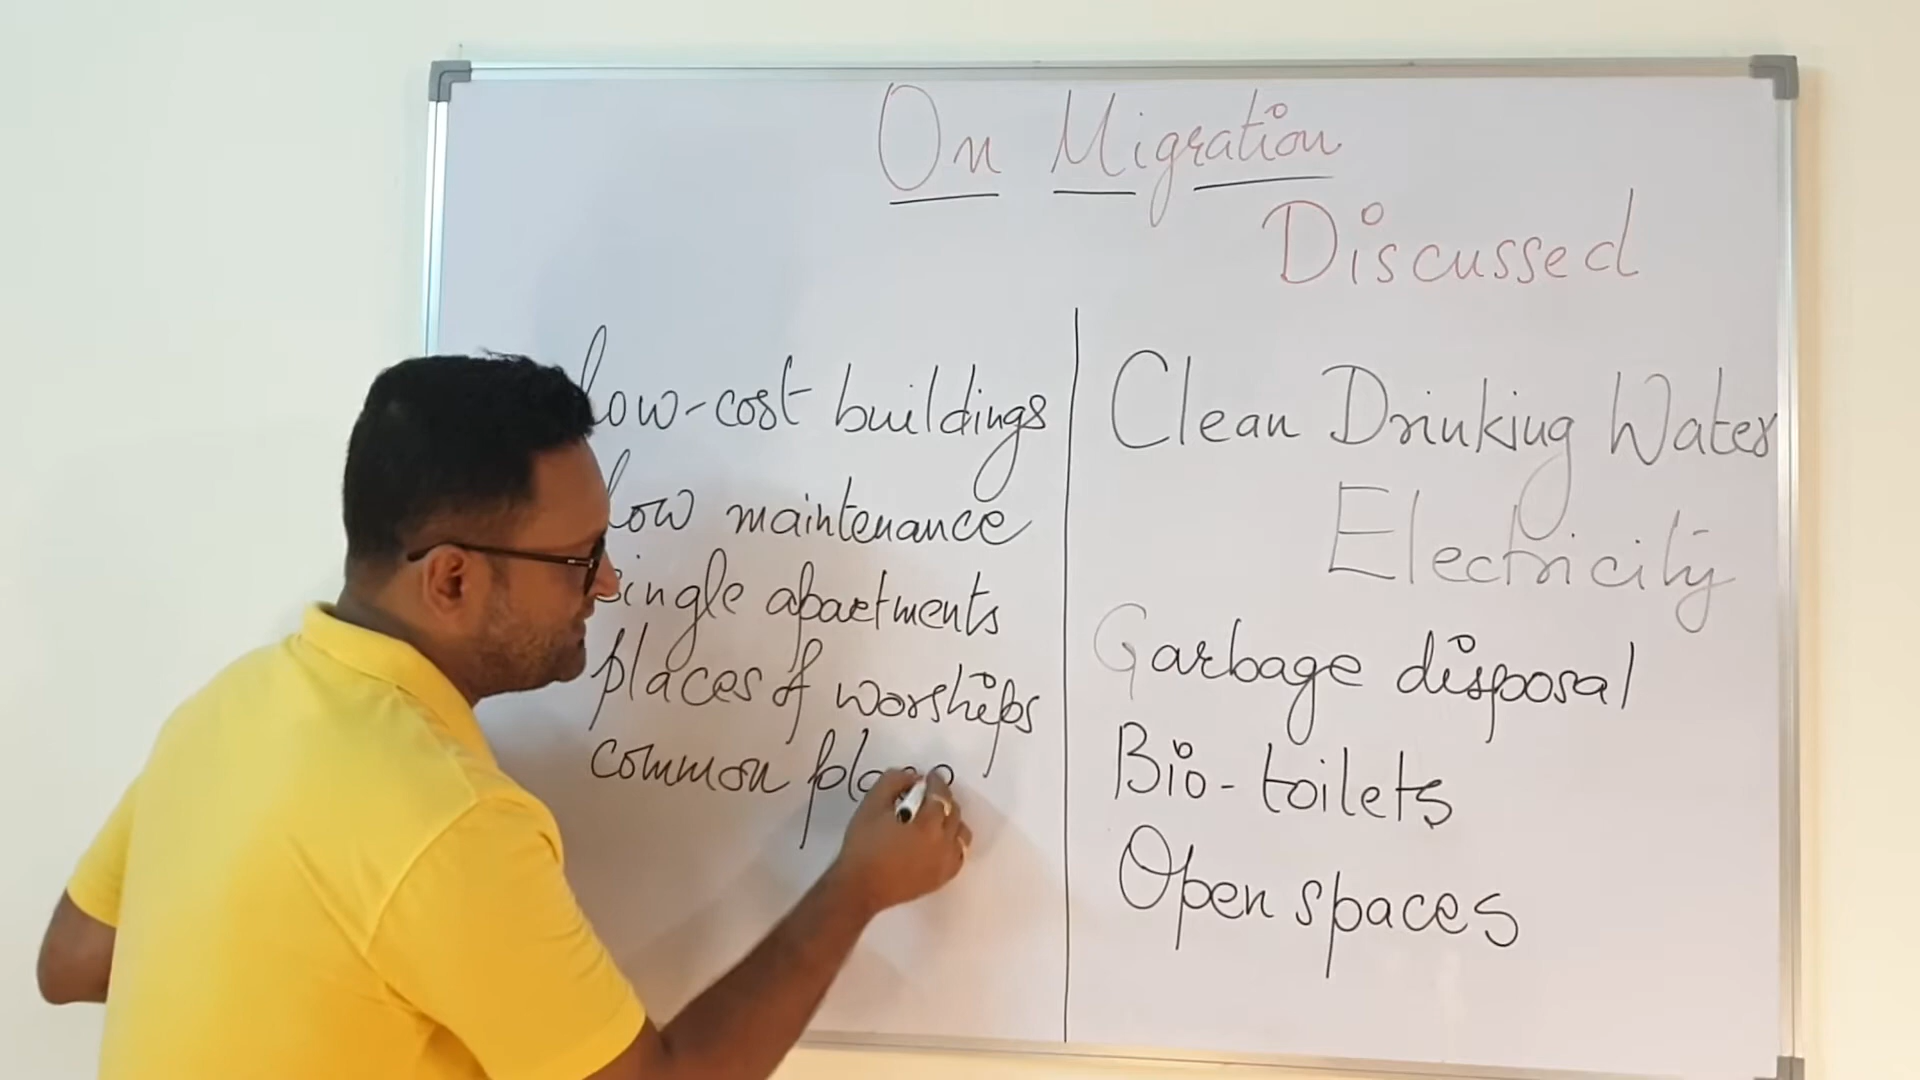 On Migration
Discussed
low-cost buildings
low maintenance
single apartments
places of worships
common
Clean Drinking Water
Electricity
Garbage disposal
Bio-toilets
Open spaces